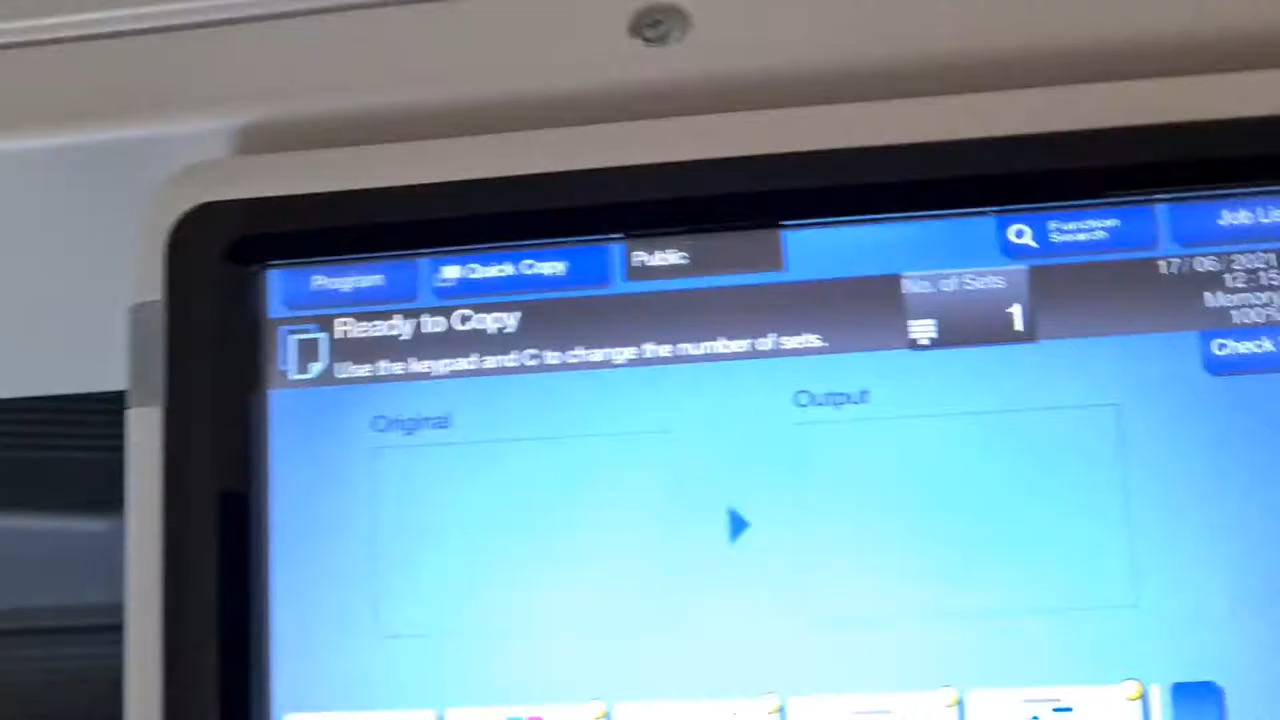 Program
Quick Copy
Public
Function
Search
Job
Ready to Copy
Use the keypad and C to change the number of sets.
No. of Sets
1
17/06/2021
12:15
Memory
100%
Check
Original
Output